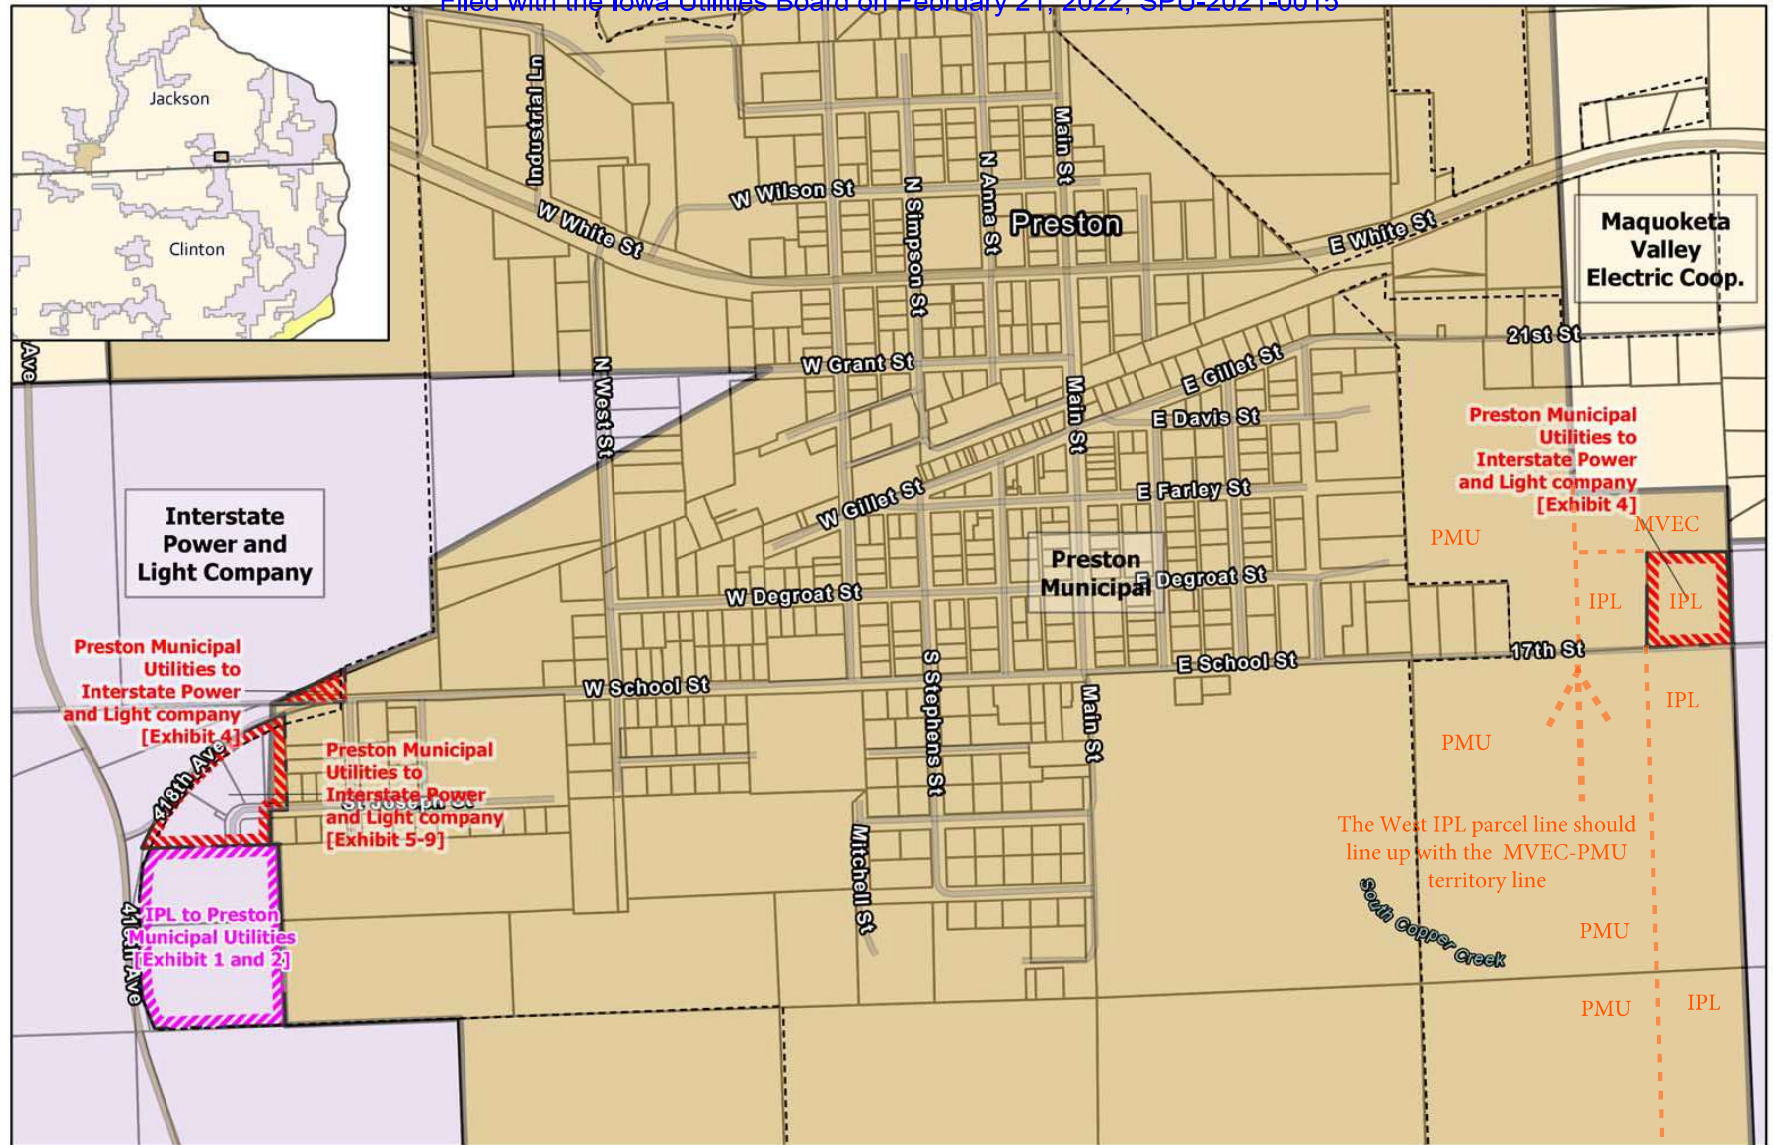 Filed with the Iowa Utilities Board on February 21, 2022, SPU-2021-0015
Jackson
Clinton
Ave
Industrial Ln
W White St
W Wilson St
N Simpson St
N Anna St
Main St
Preston
E White St
Maquoketa
Valley
Electric Coop.
21st St
N West St
W Grant St
E Gillet St
Main St
E Davis St
W Gillet St
E Farley St
Preston Municipal
Utilities to
Interstate Power
and Light company
[Exhibit 4]
MVEC
PMU
IPL
IPL
Interstate
Power and
Light Company
Preston
Municipal
W Degroat St
E Degroat St
17th St
E School St
W School St
S Stephens St
Main St
IPL
PMU
Preston Municipal
Utilities to
Interstate Power
and Light company
[Exhibit 4]
418th Ave
Preston Municipal
Utilities to
Interstate Power
and Light company
[Exhibit 5-9]
St Joseph St
Mitchell St
The West IPL parcel line should
line up with the MVEC-PMU
territory line
South Copper Creek
IPL to Preston
Municipal Utilities
[Exhibit 1 and 2]
PMU
PMU
IPL